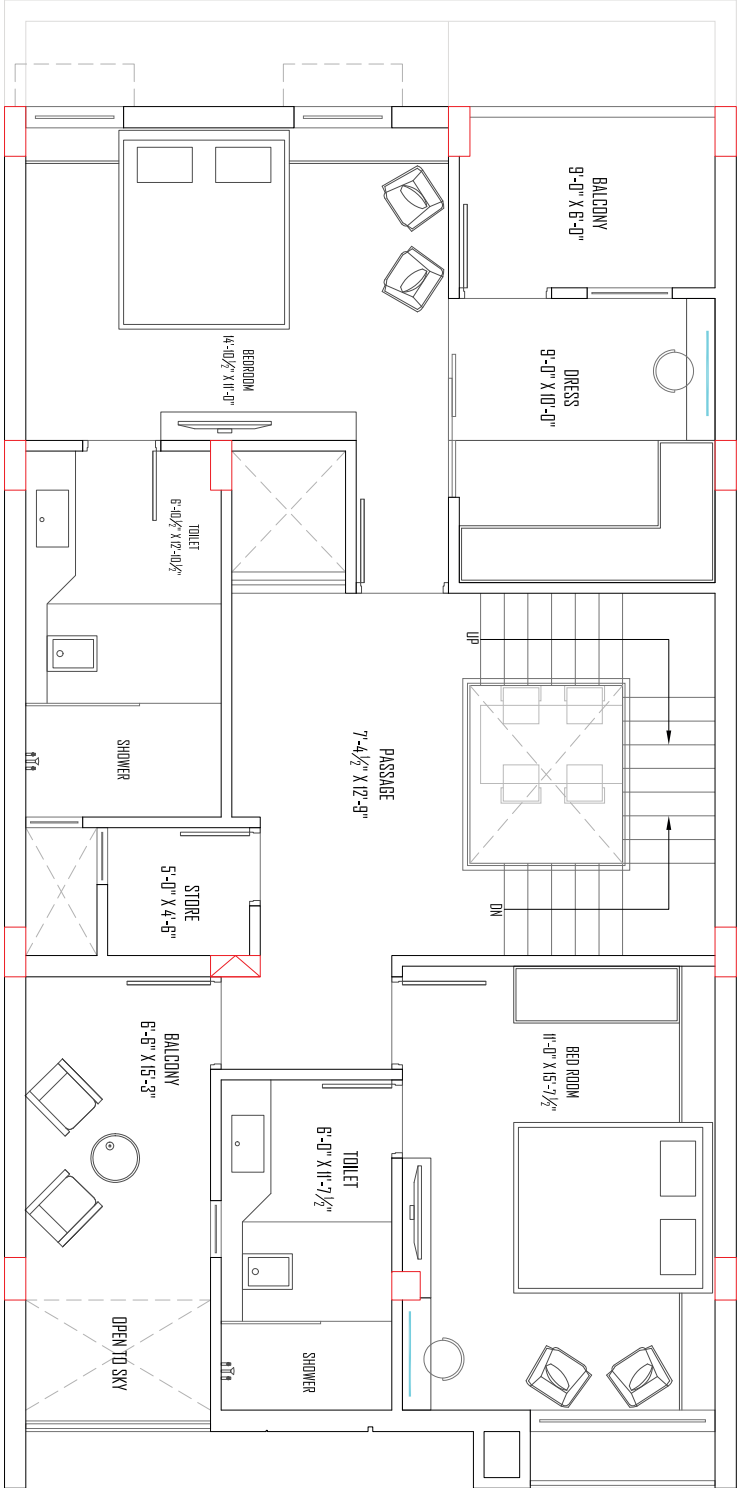 BALCONY
9'-0" X 6'-0"
DRESS
9'-0" X 10'-0"
BEDROOM
14'-10½" X 11'-0"
TOILET
6'-10½" X 12'-10½"
UP
PASSAGE
7'-4½" X 12'-9"
SHOWER
DN
STORE
5'-0" X 4'-6"
BED ROOM
11'-0" X 15'-7½"
BALCONY
6'-6" X 15'-3"
TOILET
6'-0" X 11'-7½"
OPEN TO SKY
SHOWER